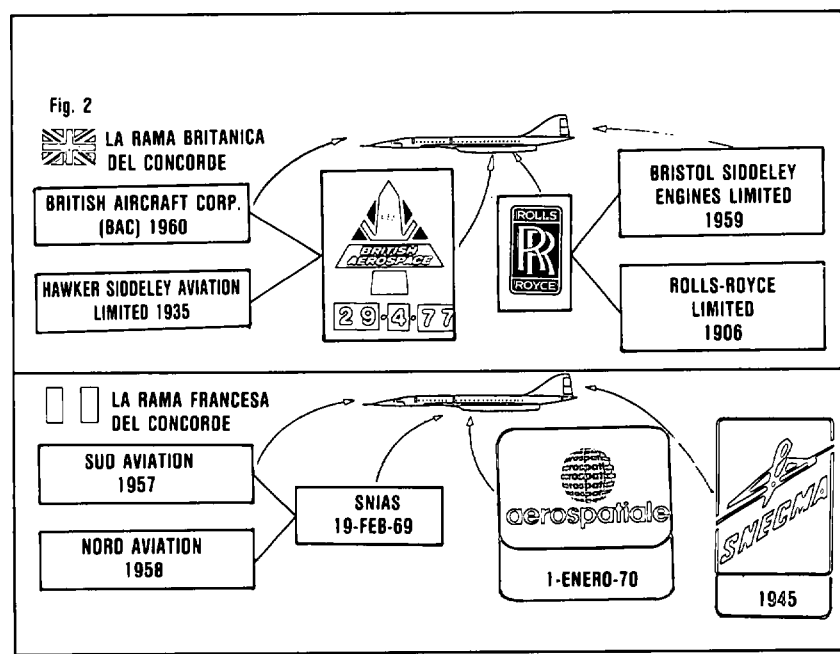 Fig. 2
LA RAMA BRITANICA
DEL CONCORDE
BRITISH AIRCRAFT CORP.
(BAC) 1960
HAWKER SIDDELEY AVIATION
LIMITED 1935
BRITISH
AEROSPACE
29·4·77
ROLLS
RR
ROYCE
BRISTOL SIDDELEY
ENGINES LIMITED
1959
ROLLS-ROYCE
LIMITED
1906
LA RAMA FRANCESA
DEL CONCORDE
SUD AVIATION
1957
NORD AVIATION
1958
SNIAS
19-FEB-69
aerospatiale
1-ENERO-70
SNECMA
1945